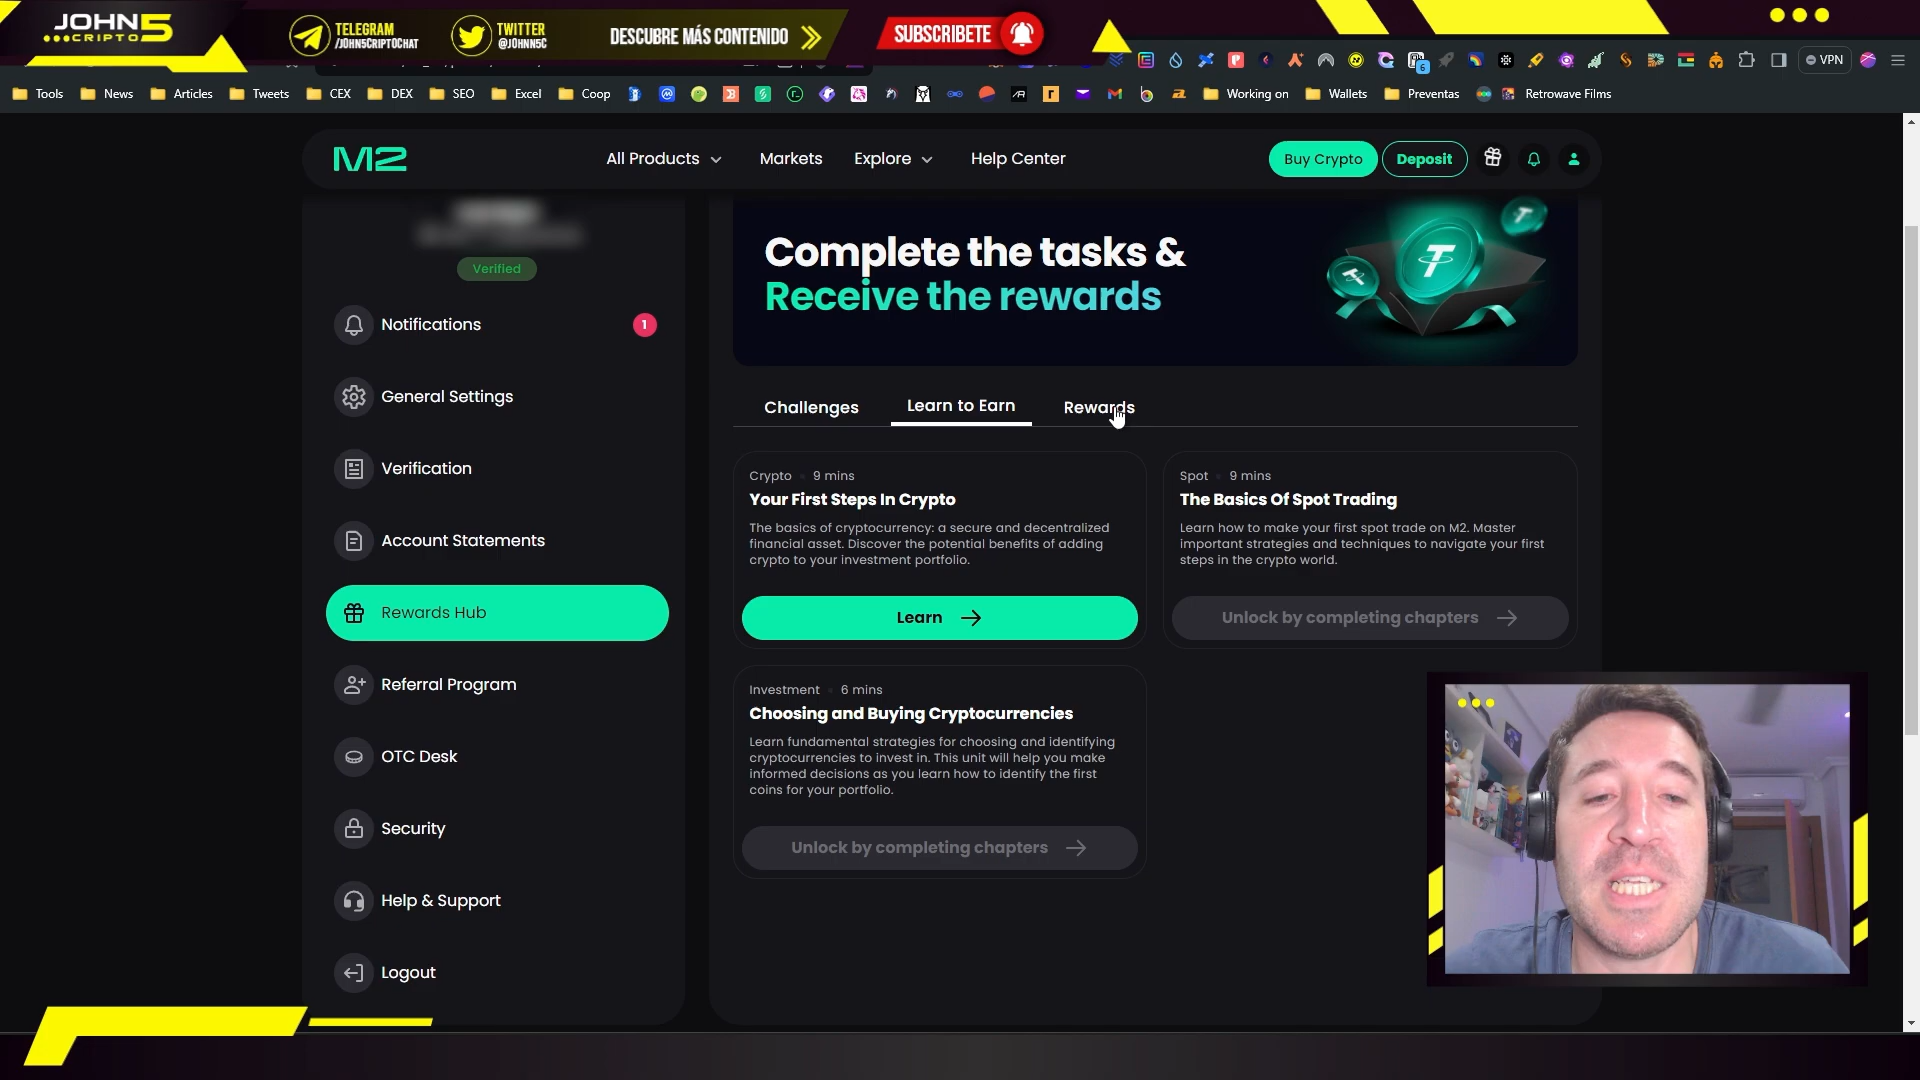 JOHN5
CRIPTO
TELEGRAM
/JOHN5CRIPTOCHAT
TWITTER
@JOHNN5C
DESCUBRE MÁS CONTENIDO
SUBSCRIBETE
6
VPN
Tools
News
Articles
Tweets
CEX
DEX
SEO
Excel
Coop
Working on
Wallets
Preventas
Retrowave Films
M2
All Products
Markets
Explore
Help Center
Buy Crypto
Deposit
Verified
Notifications
1
General Settings
Verification
Account Statements
Rewards Hub
Referral Program
OTC Desk
Security
Help & Support
Logout
Complete the tasks &
Receive the rewards
Challenges
Learn to Earn
Rewards
Crypto • 9 mins
Your First Steps In Crypto
The basics of cryptocurrency: a secure and decentralized
financial asset. Discover the potential benefits of adding
crypto to your investment portfolio.
Learn
Spot • 9 mins
The Basics Of Spot Trading
Learn how to make your first spot trade on M2. Master
important strategies and techniques to navigate your first
steps in the crypto world.
Unlock by completing chapters
Investment • 6 mins
Choosing and Buying Cryptocurrencies
Learn fundamental strategies for choosing and identifying
cryptocurrencies to invest in. This unit will help you make
informed decisions as you learn how to identify the first
coins for your portfolio.
Unlock by completing chapters